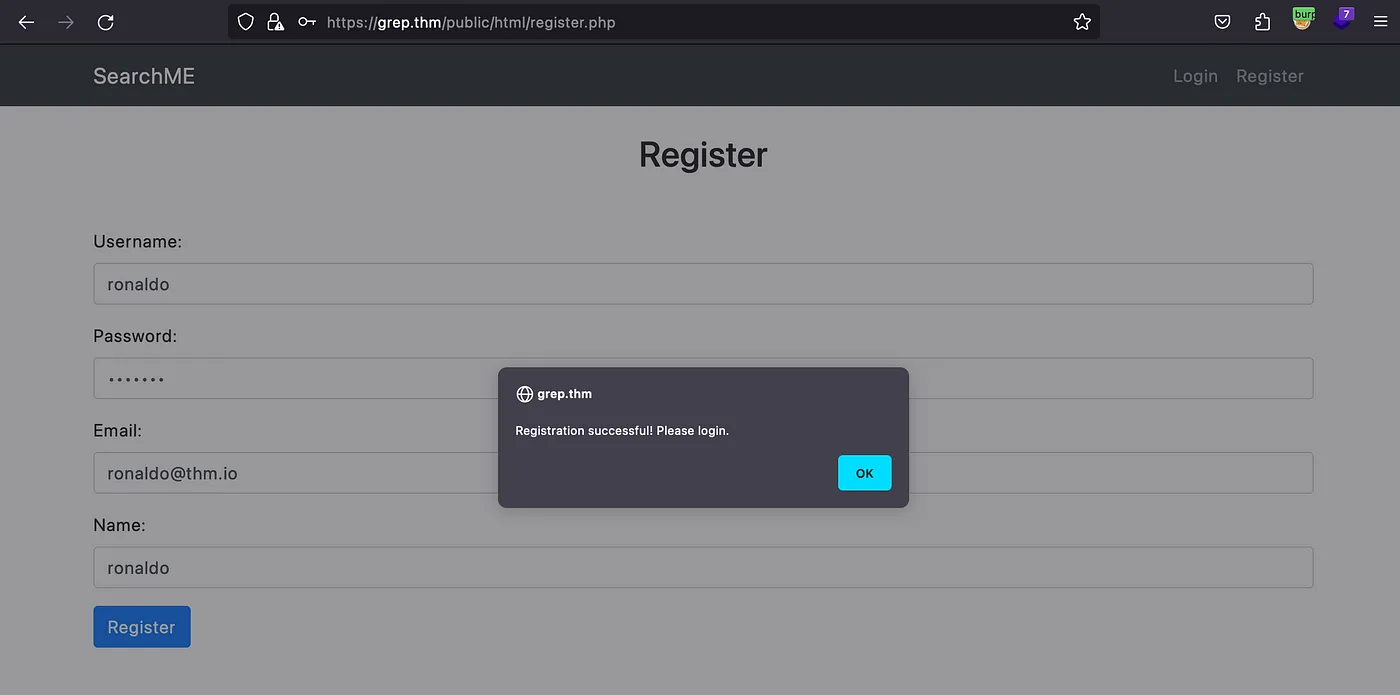 https://grep.thm/public/html/register.php
burp
7
SearchME
Login Register
Register
Username:
ronaldo
Password:
•••••••
grep.thm
Registration successful! Please login.
OK
Email:
ronaldo@thm.io
Name:
ronaldo
Register